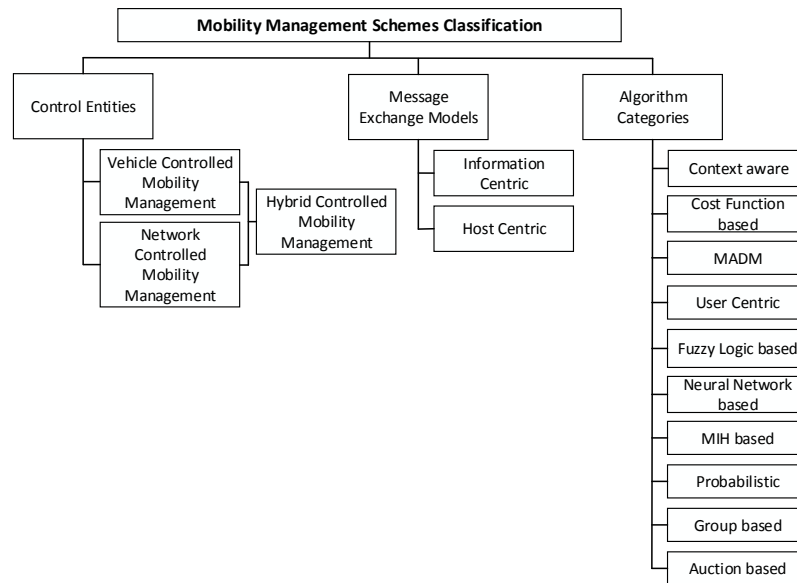 Mobility Management Schemes Classification
Control Entities
Message
Exchange Models
Algorithm
Categories
Vehicle Controlled
Mobility
Management
Network
Controlled
Mobility
Management
Hybrid Controlled
Mobility
Management
Information
Centric
Host Centric
Context aware
Cost Function
based
MADM
User Centric
Fuzzy Logic based
Neural Network
based
MIH based
Probabilistic
Group based
Auction based